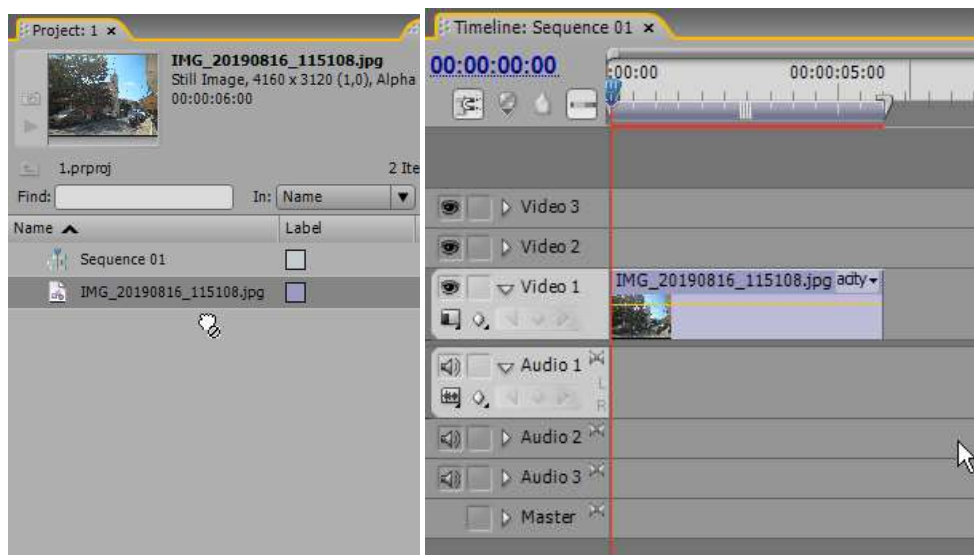 Project: 1 ×
IMG_20190816_115108.jpg
Still Image, 4160 x 3120 (1,0), Alpha
00:00:06:00
1.prproj
2 Ite
Find:
In: Name
Name
Label
Sequence 01
IMG_20190816_115108.jpg
Timeline: Sequence 01 ×
00:00:00:00
:00:00
00:00:05:00
Video 3
Video 2
Video 1
IMG_20190816_115108.jpg adty
Audio 1
L
R
Audio 2
Audio 3
Master